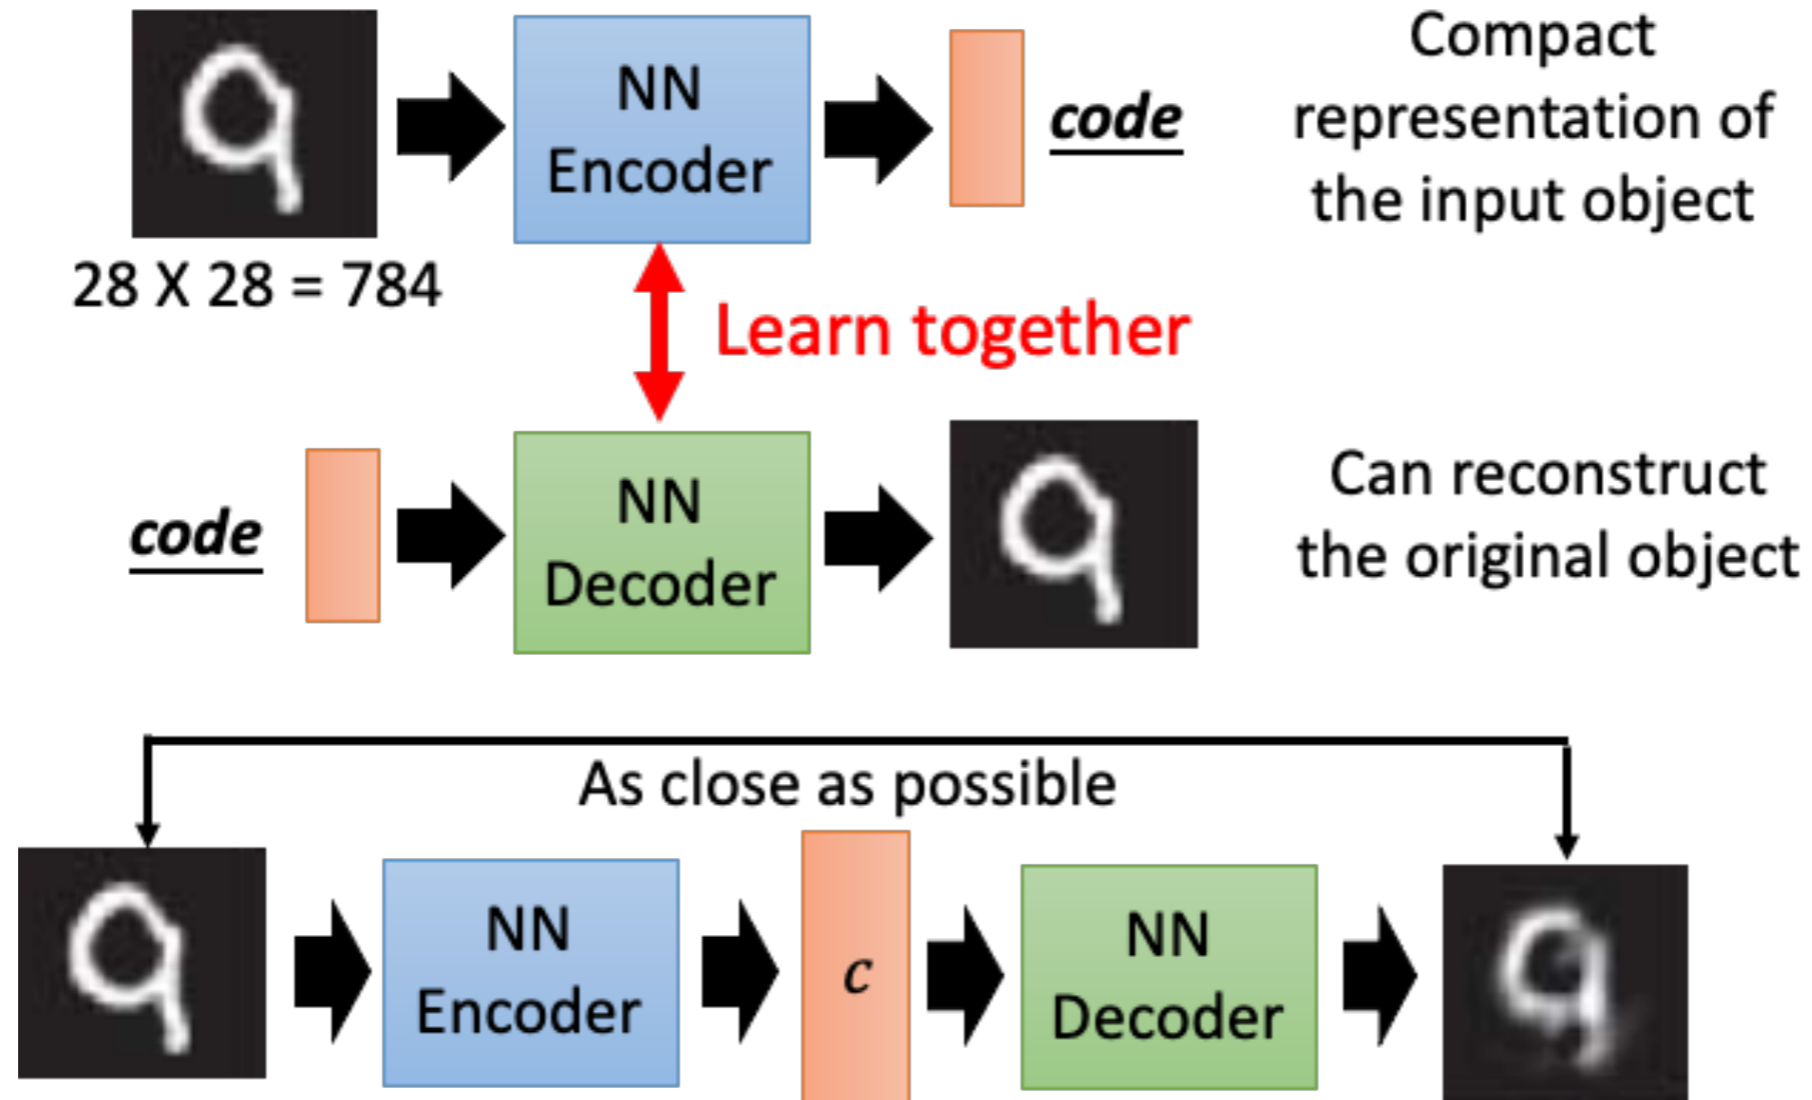 NN
Encoder
code
Compact
representation of
the input object
28 X 28 = 784
Learn together
code
NN
Decoder
Can reconstruct
the original object
As close as possible
NN
Encoder
c
NN
Decoder